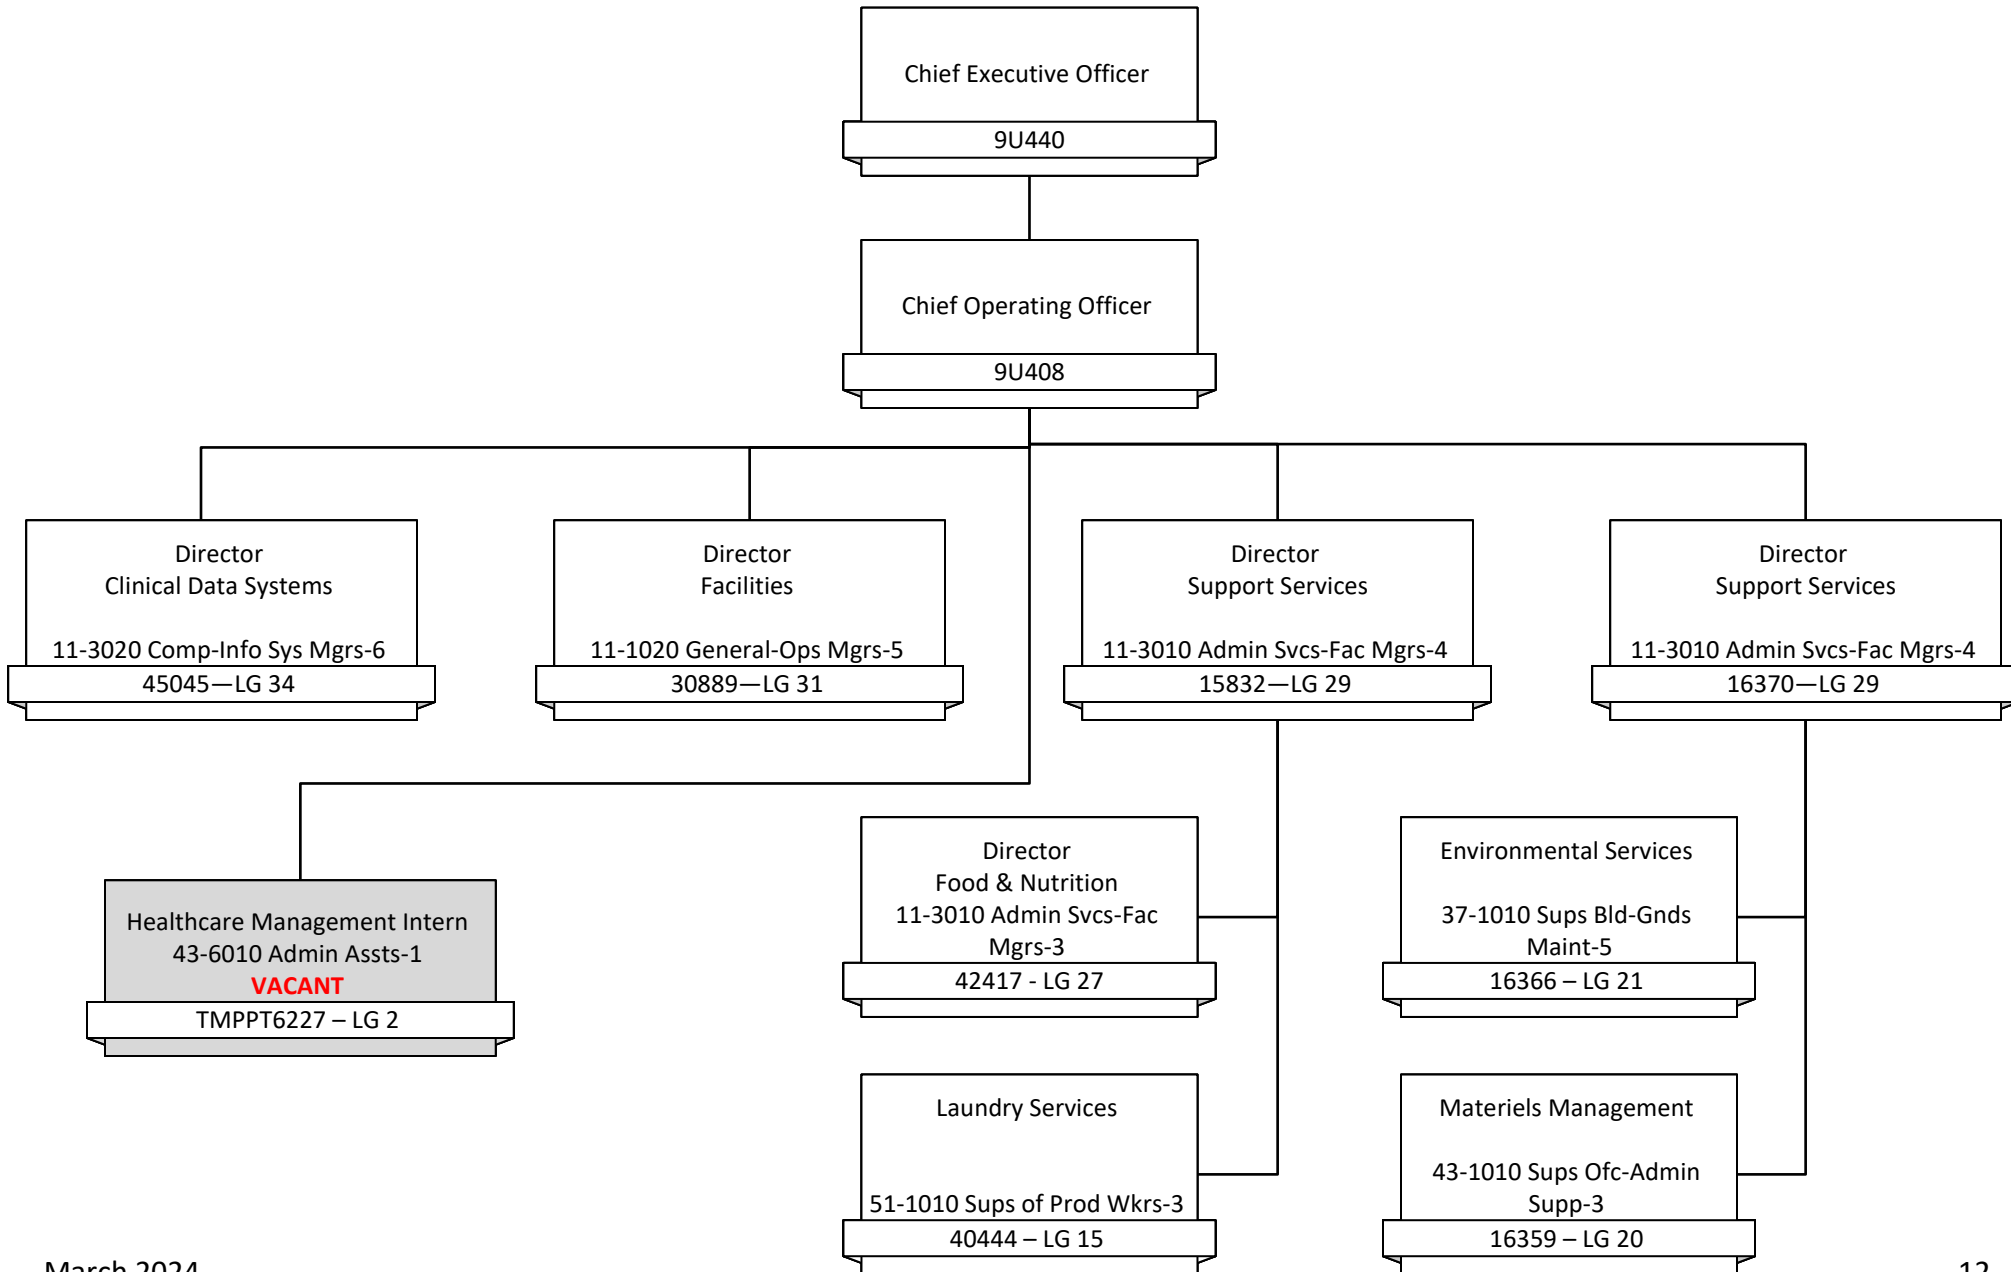 Chief Executive Officer
9U440
Chief Operating Officer
9U408
Director
Clinical Data Systems
11-3020 Comp-Info Sys Mgrs-6
45045—LG 34
Director
Facilities
11-1020 General-Ops Mgrs-5
30889—LG 31
Director
Support Services
11-3010 Admin Svcs-Fac Mgrs-4
15832—LG 29
Director
Support Services
11-3010 Admin Svcs-Fac Mgrs-4
16370—LG 29
Healthcare Management Intern
43-6010 Admin Assts-1
VACANT
TMPPT6227 – LG 2
Director
Food & Nutrition
11-3010 Admin Svcs-Fac
Mgrs-3
42417 - LG 27
Environmental Services
37-1010 Sups Bld-Gnds
Maint-5
16366 – LG 21
Laundry Services
51-1010 Sups of Prod Wkrs-3
40444 – LG 15
Materiels Management
43-1010 Sups Ofc-Admin
Supp-3
16359 – LG 20
March 2024
12